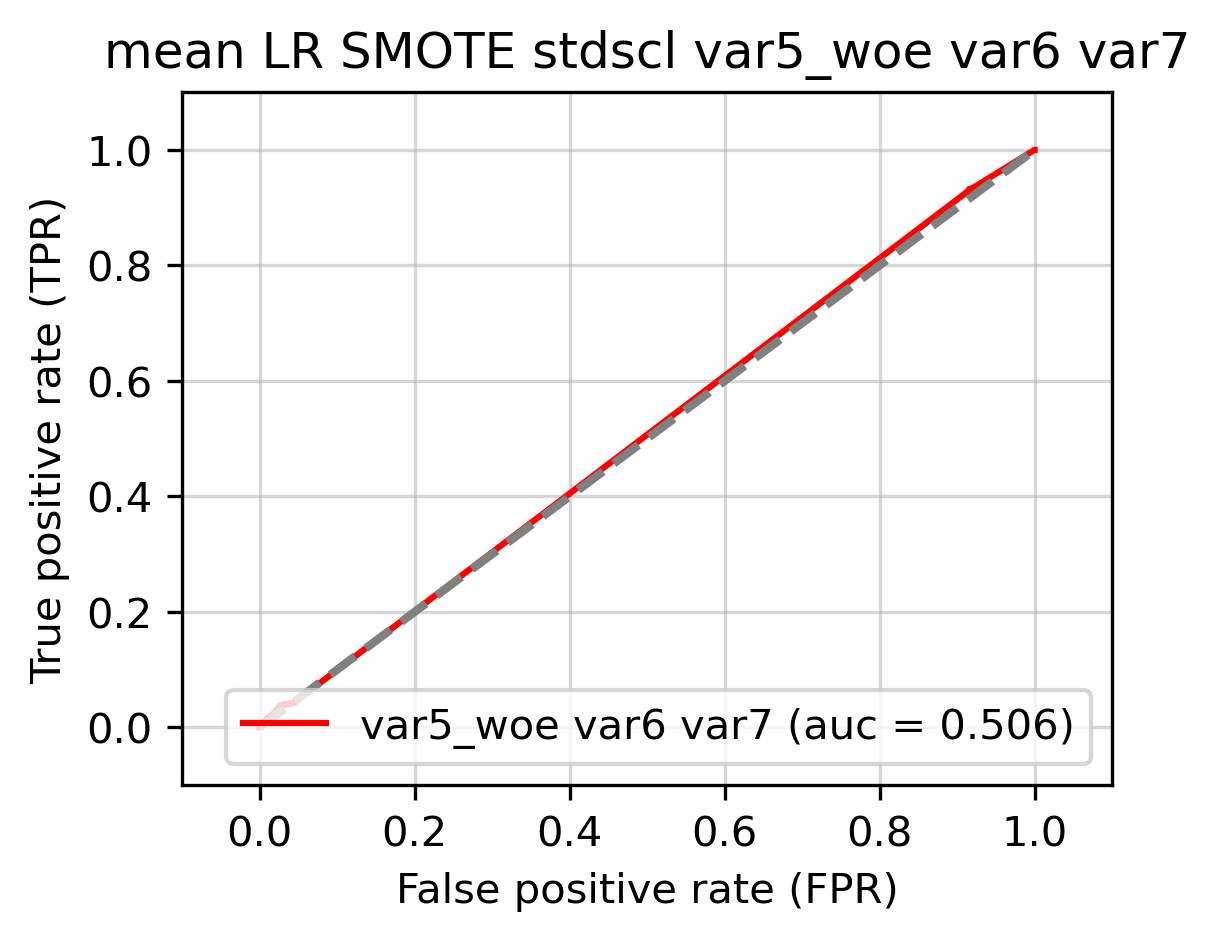 mean LR SMOTE stdscl var5_woe var6 var7
True positive rate (TPR)
1.0
0.8
0.6
0.4
0.2
0.0
var5_woe var6 var7 (auc = 0.506)
0.0 0.2 0.4 0.6 0.8 1.0
False positive rate (FPR)